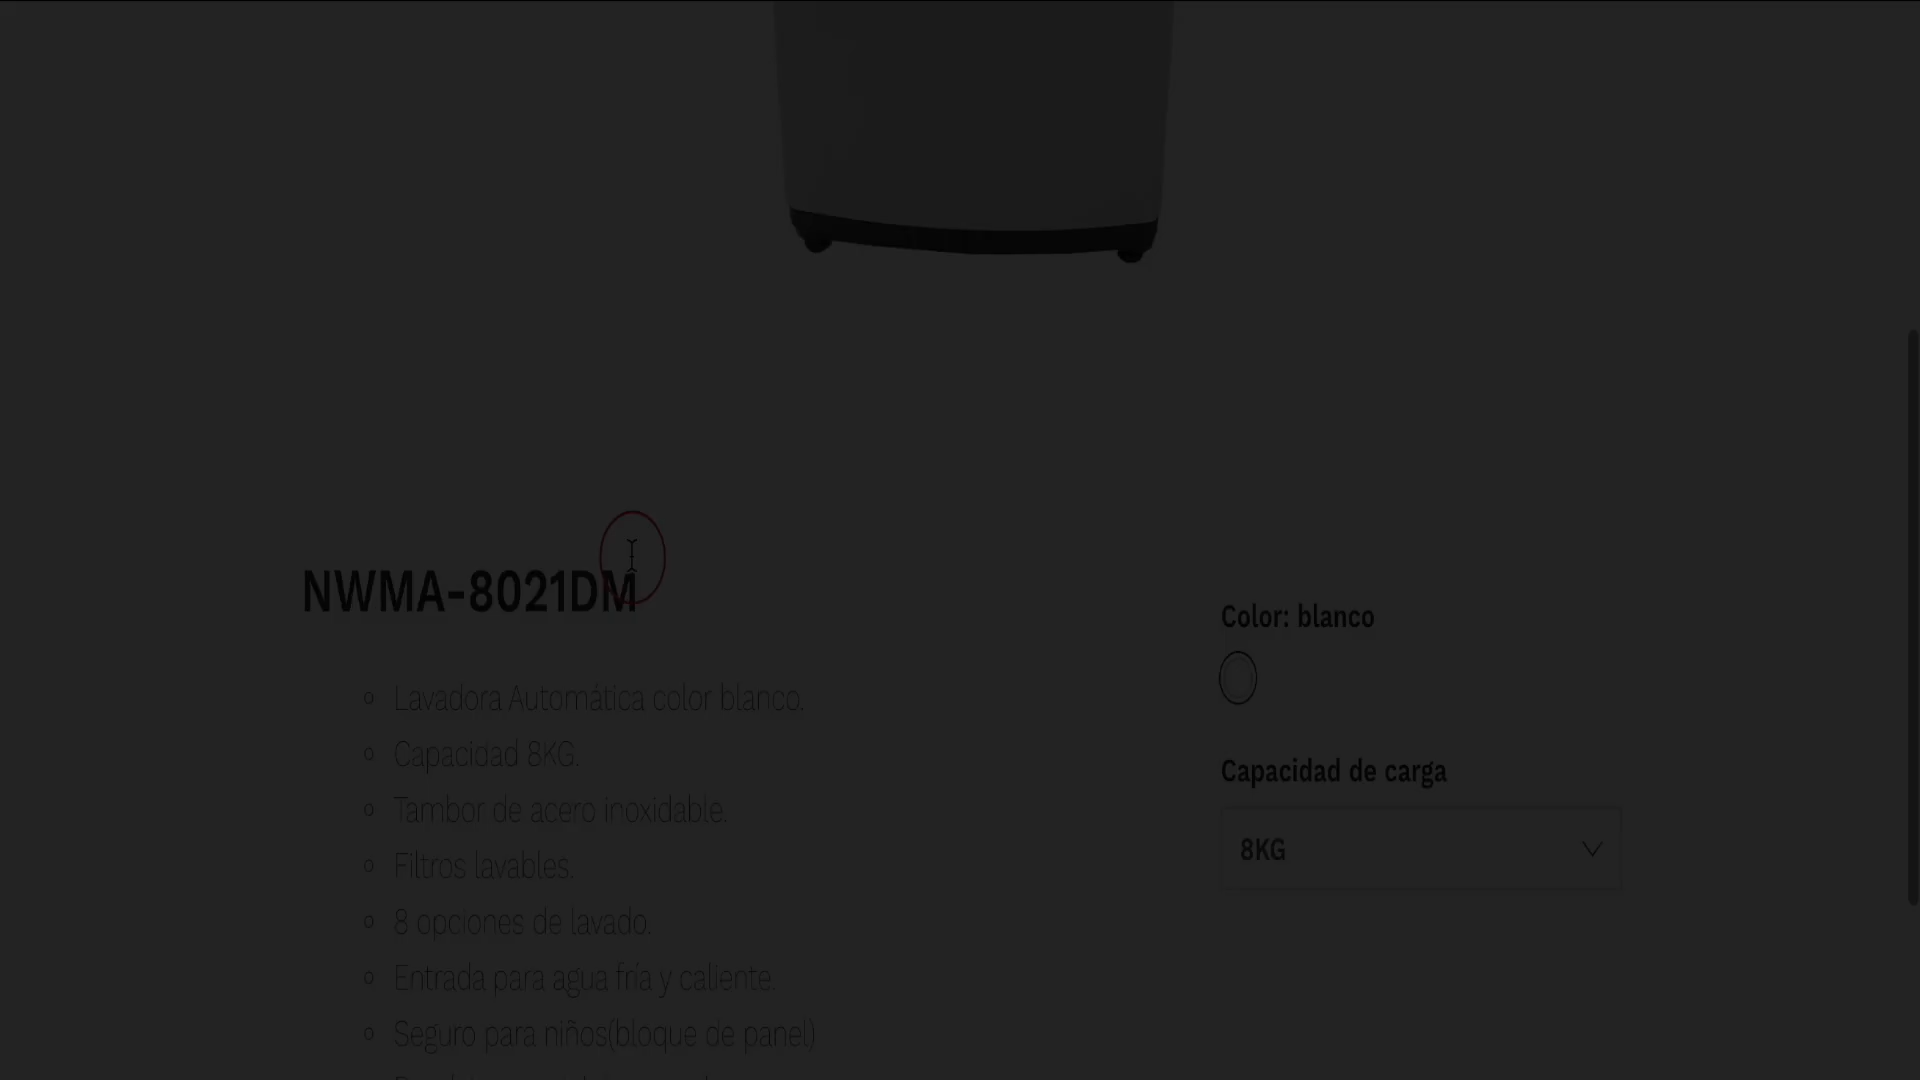 NWMA-8021DM
Lavadora Automática color blanco.
Capacidad 8KG.
Tambor de acero inoxidable.
Filtros lavables.
8 opciones de lavado.
Entrada para agua fría y caliente.
Seguro para niños(bloque de panel)
Color: blanco
Capacidad de carga
8KG